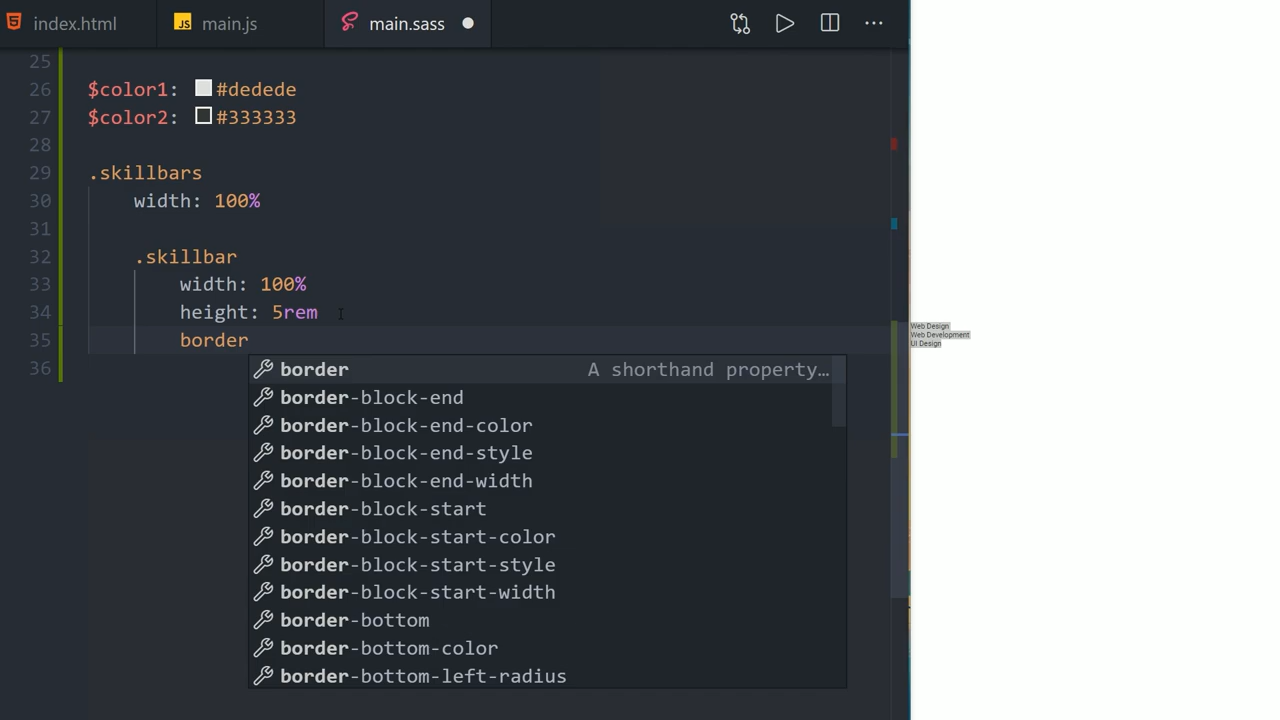 index.html
JS main.js
main.sass
25
26 $color1: #dedede
27 $color2: #333333
28
29 .skillbars
30 width: 100%
31
32 .skillbar
33 width: 100%
34 height: 5rem
35 border
36
border A shorthand property…
border-block-end
border-block-end-color
border-block-end-style
border-block-end-width
border-block-start
border-block-start-color
border-block-start-style
border-block-start-width
border-bottom
border-bottom-color
border-bottom-left-radius
Web Design
Web Development
UI Design